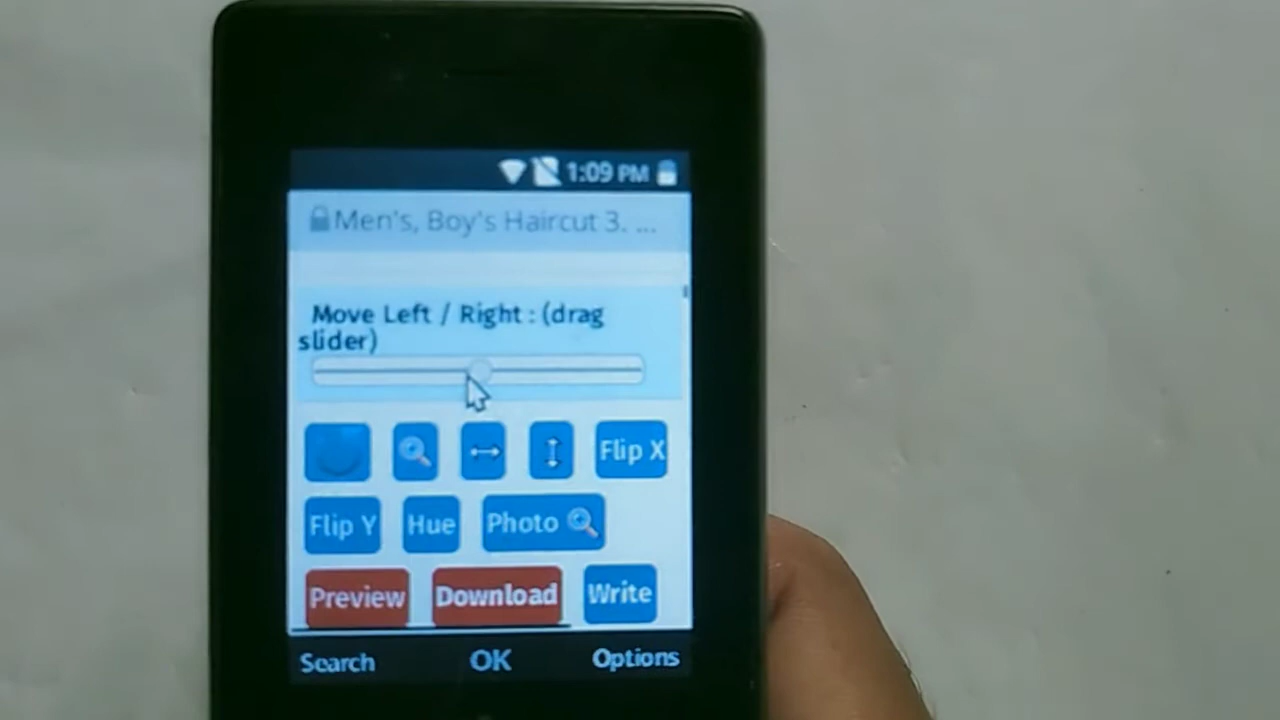 1:09 PM
Men's, Boy's Haircut 3. ...
Move Left / Right : (drag
slider)
Flip X
Flip Y Hue Photo
Preview Download Write
Search OK Options